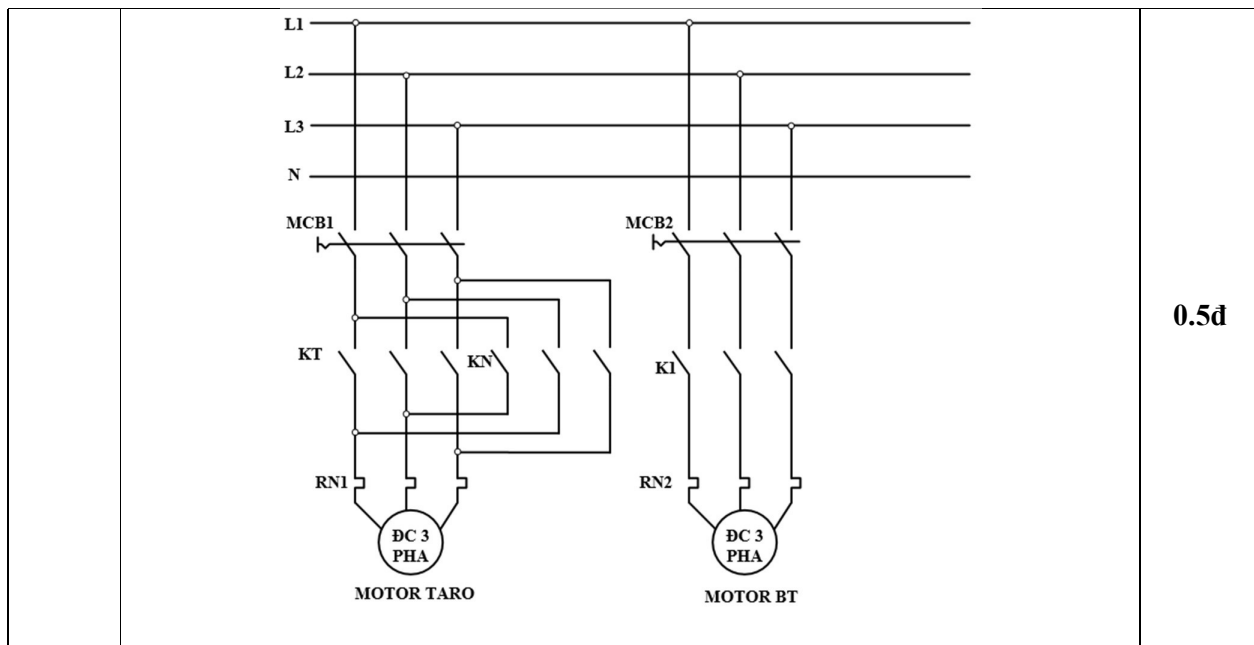 L1
L2
L3
N
MCB1
MCB2
0.5đ
KT
KN
K1
RN1
RN2
ĐC 3
PHA
ĐC 3
PHA
MOTOR TARO
MOTOR BT